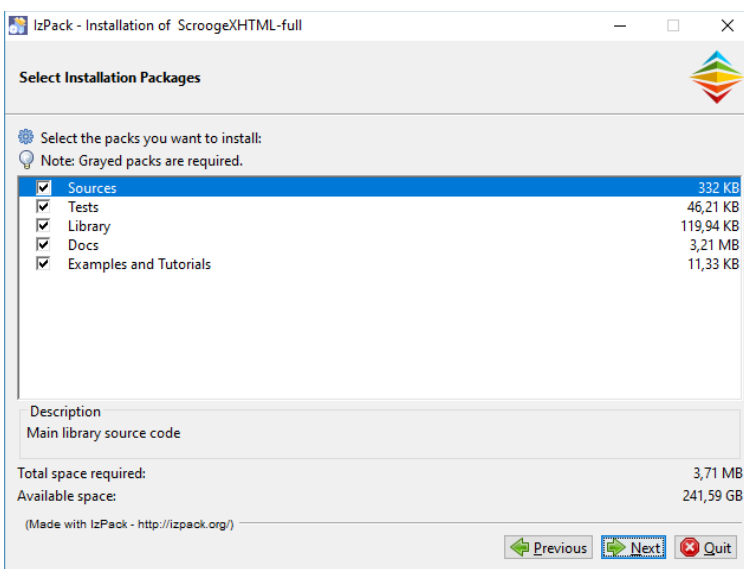 IzPack - Installation of ScroogeXHTML-full
Select Installation Packages
Select the packs you want to install:
Note: Grayed packs are required.
Sources 332 KB
Tests 46,21 KB
Library 119,94 KB
Docs 3,21 MB
Examples and Tutorials 11,33 KB
Description
Main library source code
Total space required: 3,71 MB
Available space: 241,59 GB
(Made with IzPack - http://izpack.org/)
Previous Next Quit